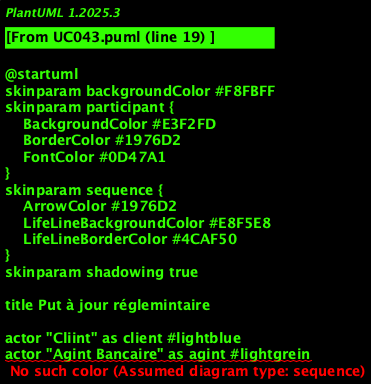 PlantUML 1.2025.3
[From UC043.puml (line 19) ]
@startuml
skinparam backgroundColor #F8FBFF
skinparam participant {
BackgroundColor #E3F2FD
BorderColor #1976D2
FontColor #0D47A1
}
skinparam sequence {
ArrowColor #1976D2
LifeLineBackgroundColor #E8F5E8
LifeLineBorderColor #4CAF50
}
skinparam shadowing true
title Put à jour réglemintaire
actor "Cliint" as client #lightblue
actor "Agint Bancaire" as agint #lightgrein
No such color (Assumed diagram type: sequence)